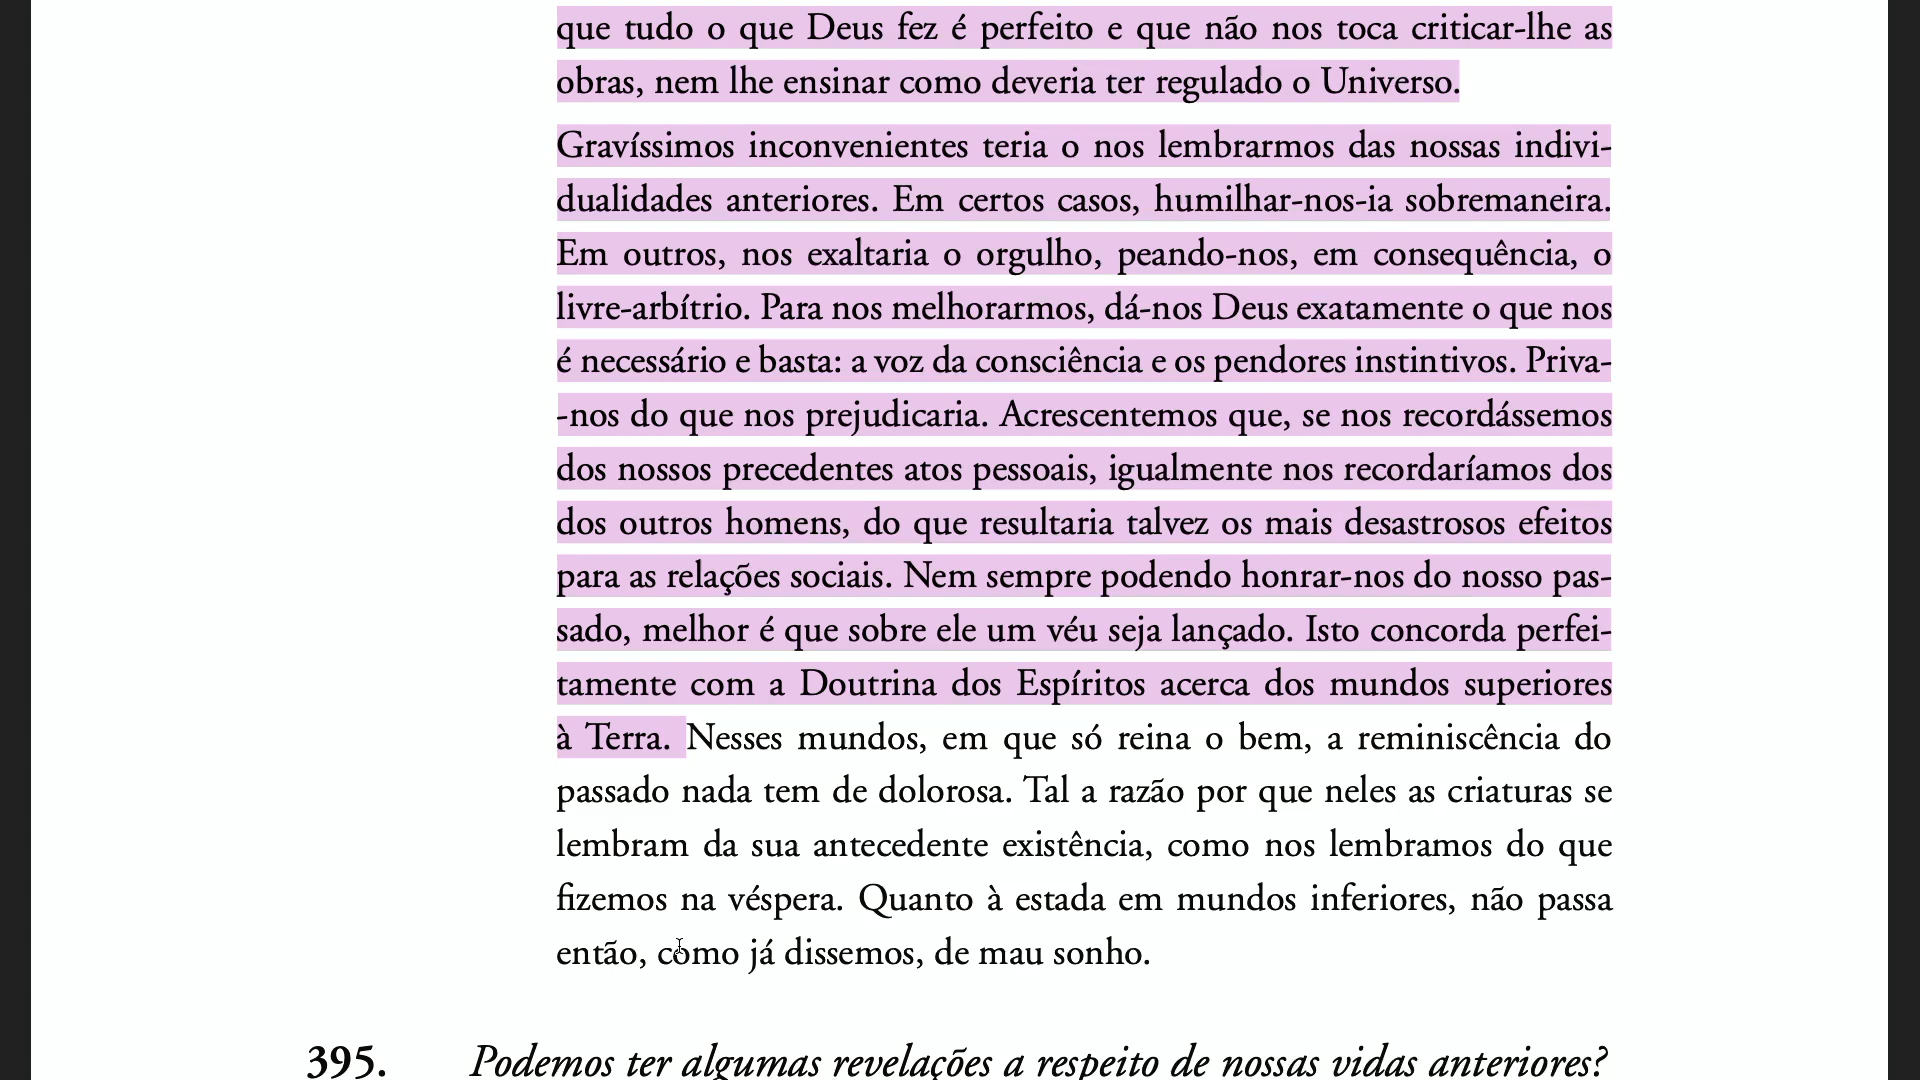 que tudo o que Deus fez é perfeito e que não nos toca criticar-lhe as
obras, nem lhe ensinar como deveria ter regulado o Universo.
Gravíssimos inconvenientes teria o nos lembrarmos das nossas indivi-
dualidades anteriores. Em certos casos, humilhar-nos-ia sobremaneira.
Em outros, nos exaltaria o orgulho, peando-nos, em consequência, o
livre-arbítrio. Para nos melhorarmos, dá-nos Deus exatamente o que nos
é necessário e basta: a voz da consciência e os pendores instintivos. Priva-
-nos do que nos prejudicaria. Acrescentemos que, se nos recordássemos
dos nossos precedentes atos pessoais, igualmente nos recordaríamos dos
dos outros homens, do que resultaria talvez os mais desastrosos efeitos
para as relações sociais. Nem sempre podendo honrar-nos do nosso pas-
sado, melhor é que sobre ele um véu seja lançado. Isto concorda perfei-
tamente com a Doutrina dos Espíritos acerca dos mundos superiores
à Terra. Nesses mundos, em que só reina o bem, a reminiscência do
passado nada tem de dolorosa. Tal a razão por que neles as criaturas se
lembram da sua antecedente existência, como nos lembramos do que
fizemos na véspera. Quanto à estada em mundos inferiores, não passa
então, como já dissemos, de mau sonho.
395. Podemos ter algumas revelações a respeito de nossas vidas anteriores?